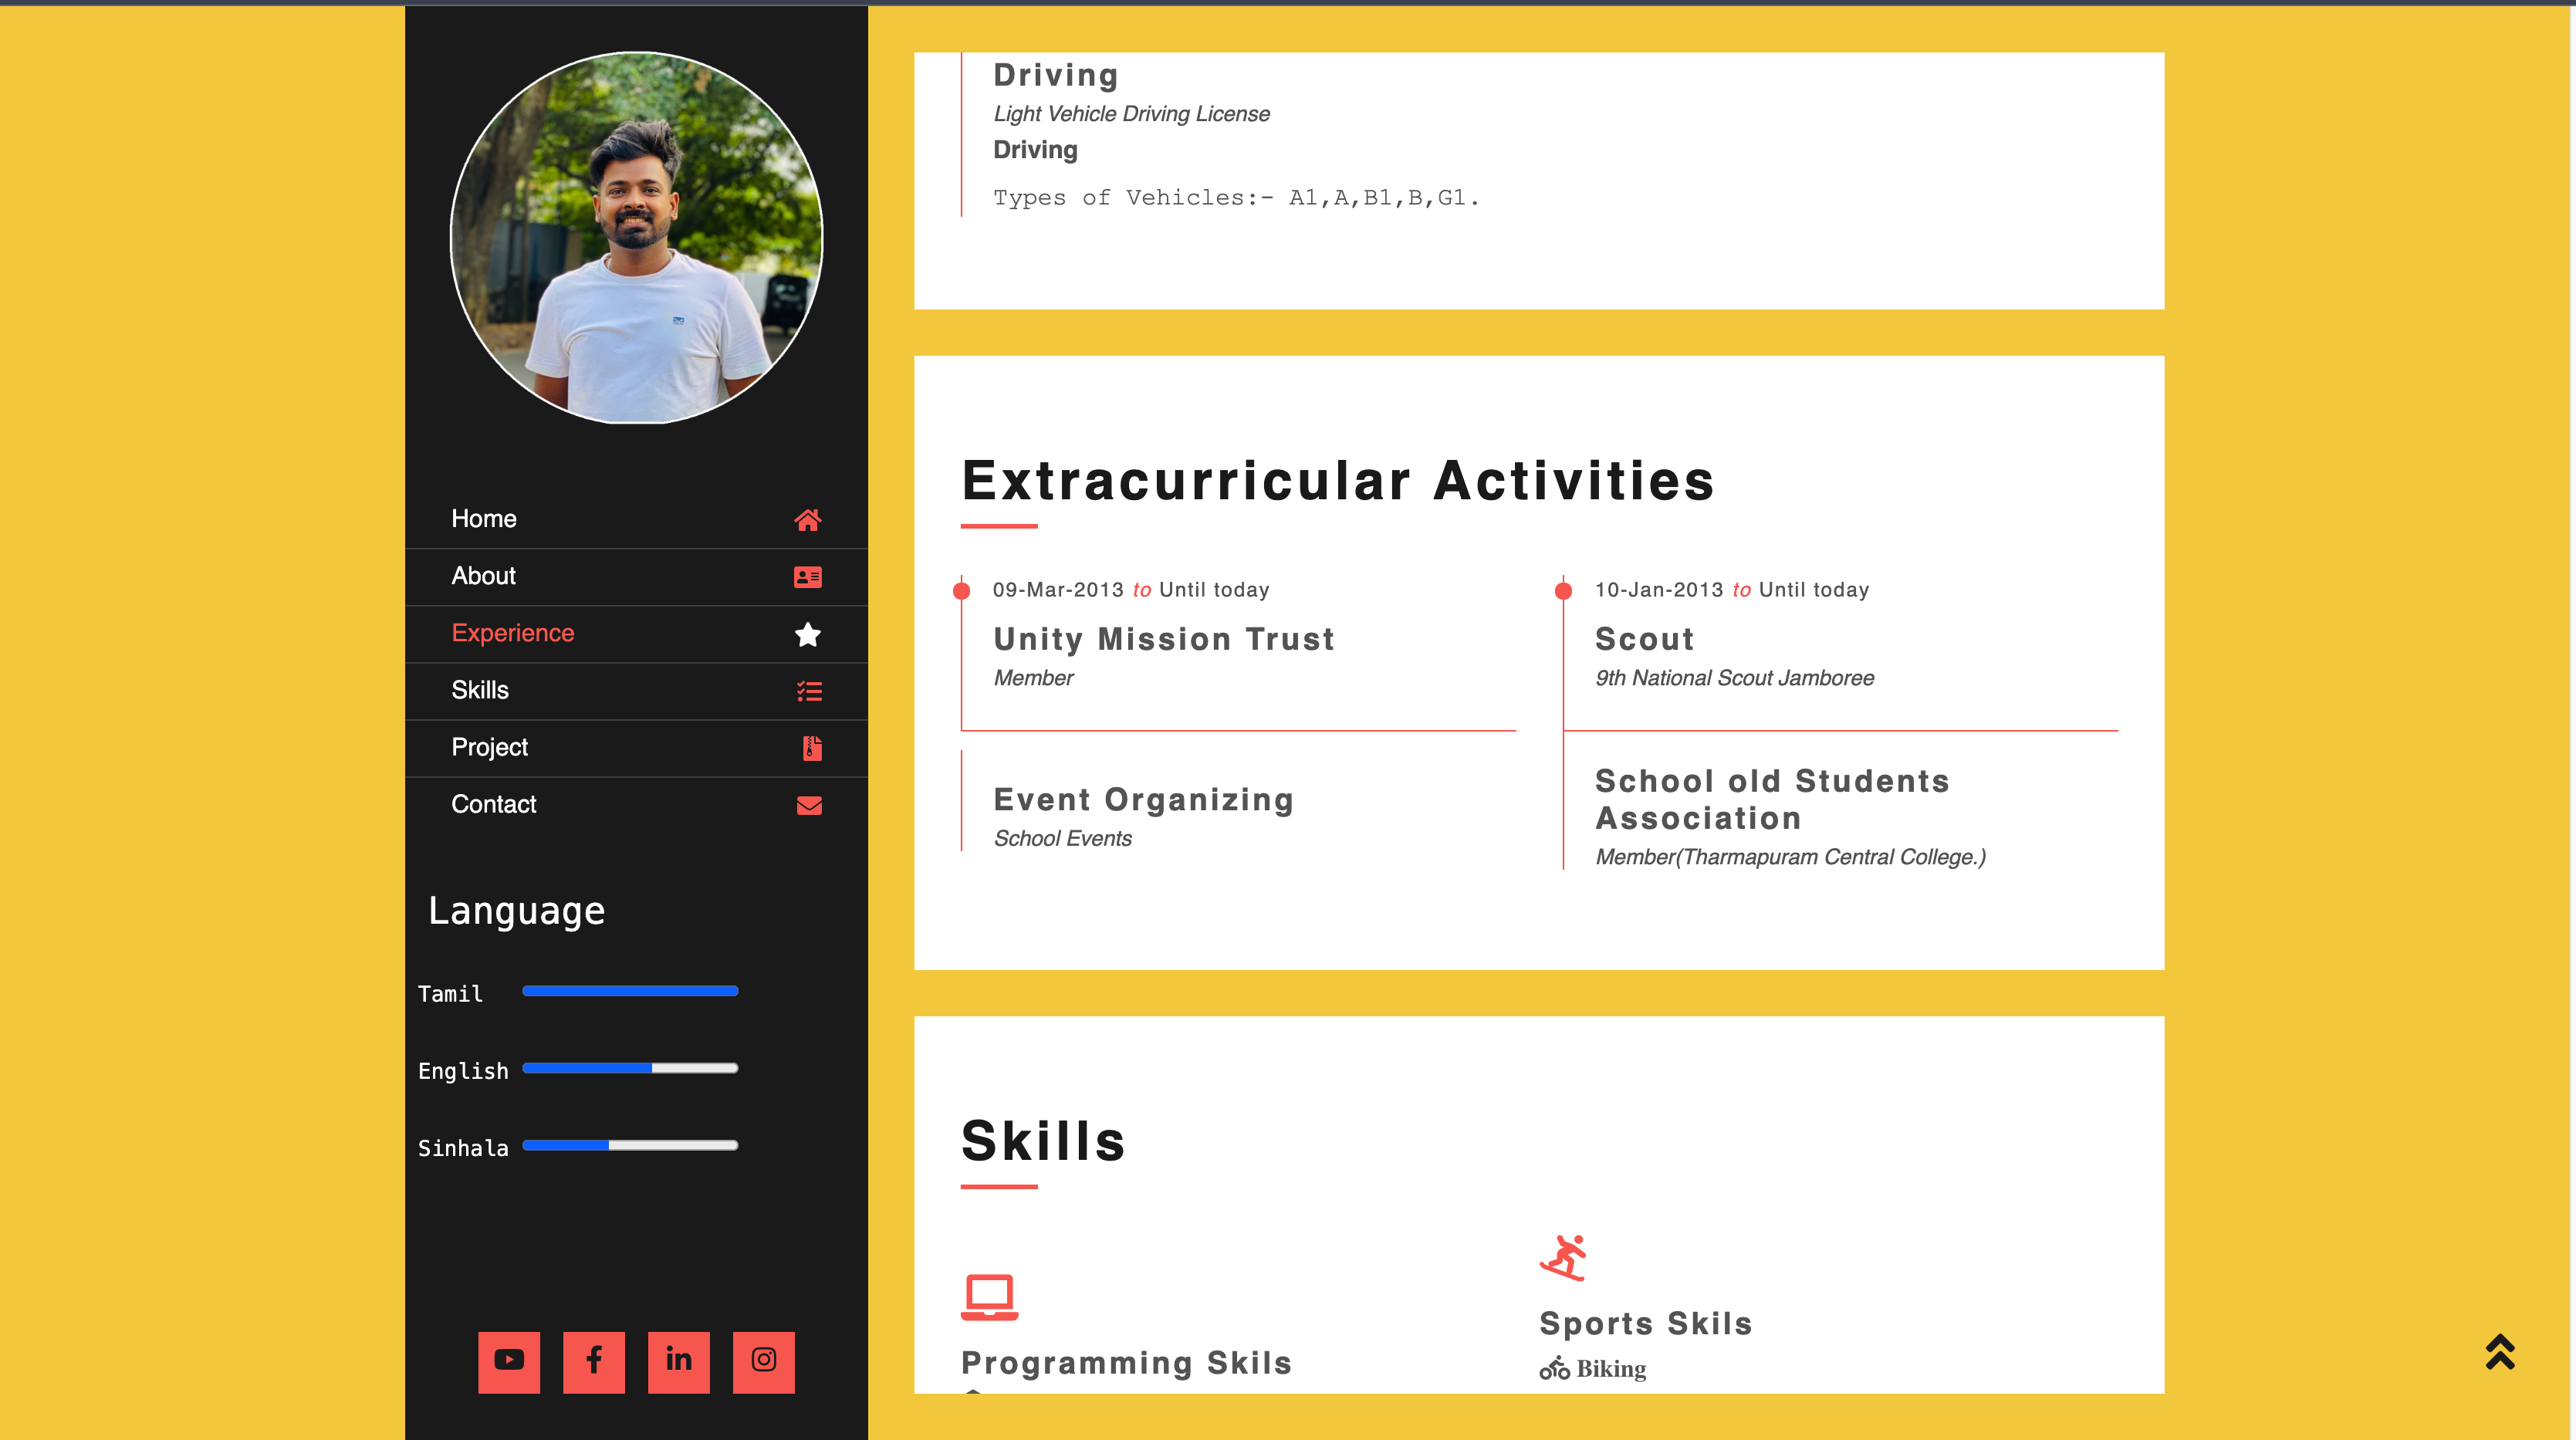 Home
About
Experience
Skills
Project
Contact
Language
Tamil
English
Sinhala
Driving
Light Vehicle Driving License
Driving
Types of Vehicles:- A1,A,B1,B,G1.
Extracurricular Activities
09-Mar-2013 to Until today
Unity Mission Trust
Member
Event Organizing
School Events
10-Jan-2013 to Until today
Scout
9th National Scout Jamboree
School old Students
Association
Member(Tharmapuram Central College.)
Skills
Programming Skils
Sports Skils
Biking